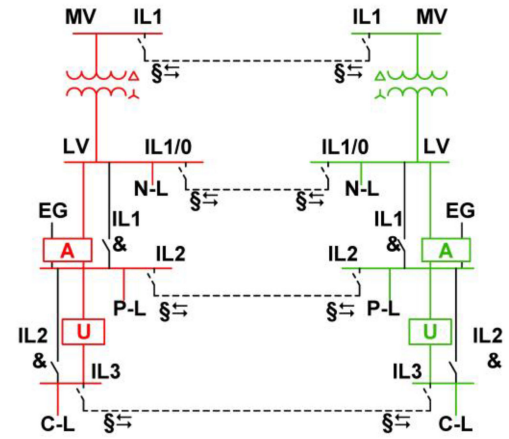 MV IL1 IL1 MV
§⇆ §⇆
LV IL1/0 IL1/0 LV
N-L §⇆ §⇆ N-L
EG IL1 & IL1 & EG
A IL2 IL2 A
P-L §⇆ §⇆ P-L
IL2 & U U IL2 &
IL3 IL3
C-L §⇆ §⇆ C-L